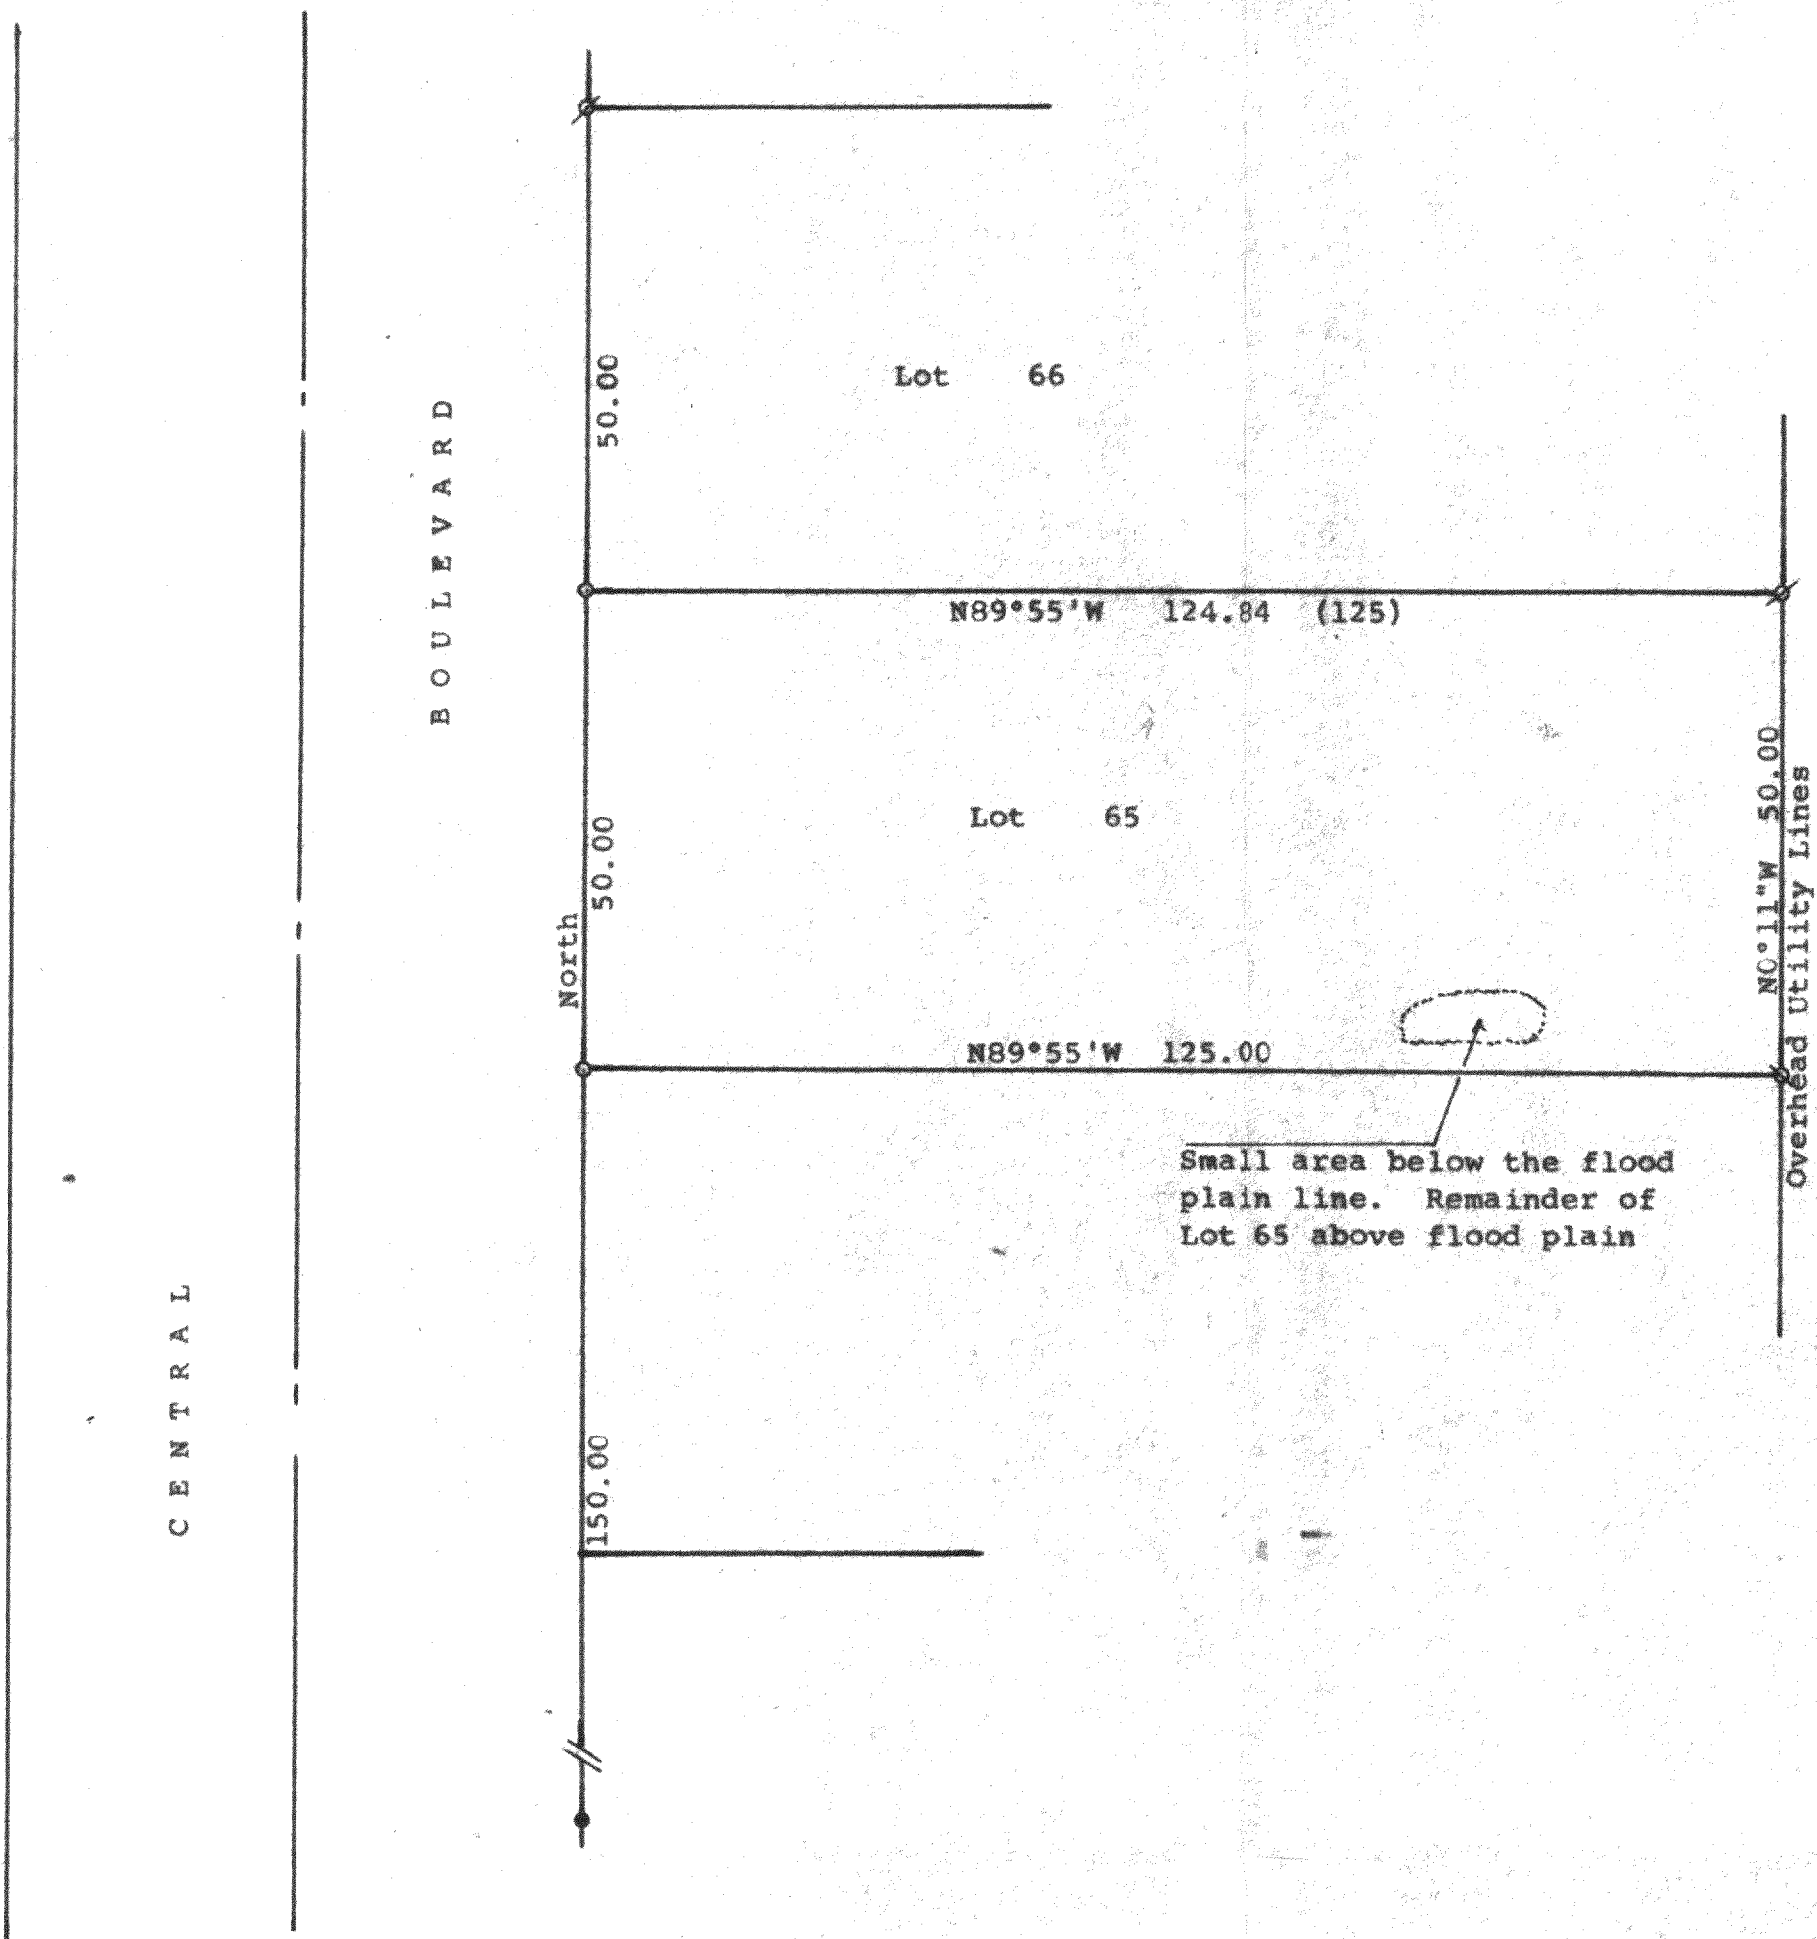 50.00
Lot 66
BOULEVARD
N89°55'W 124.84 (125)
Lot 65
50.00
North
N0°11"W 50.00
Overhead Utility Lines
N89°55'W 125.00
Small area below the flood
plain line. Remainder of
Lot 65 above flood plain
CENTRAL
150.00